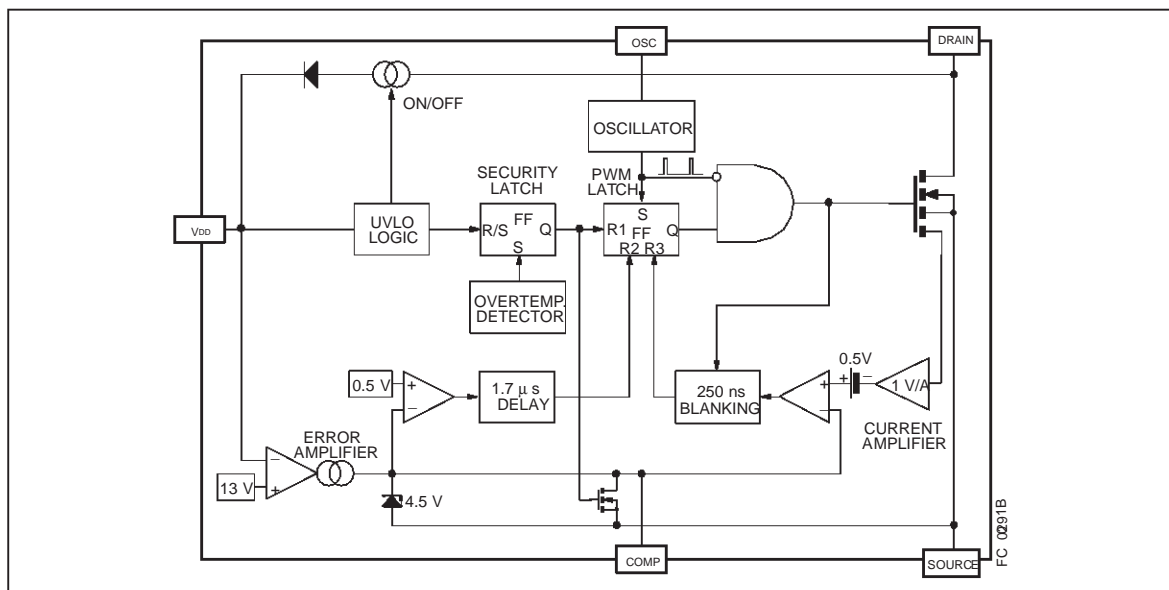 OSC
DRAIN
ON/OFF
OSCILLATOR
SECURITY
LATCH
PWM
LATCH
VDD
UVLO
LOGIC
R/S
FF
Q
S
S
R1
FF
Q
R2 R3
OVERTEMP.
DETECTOR
0.5 V
+
−
1.7 μ s
DELAY
250 ns
BLANKING
+
−
0.5V
+
−
1 V/A
CURRENT
AMPLIFIER
ERROR
AMPLIFIER
−
13 V
+
4.5 V
COMP
SOURCE